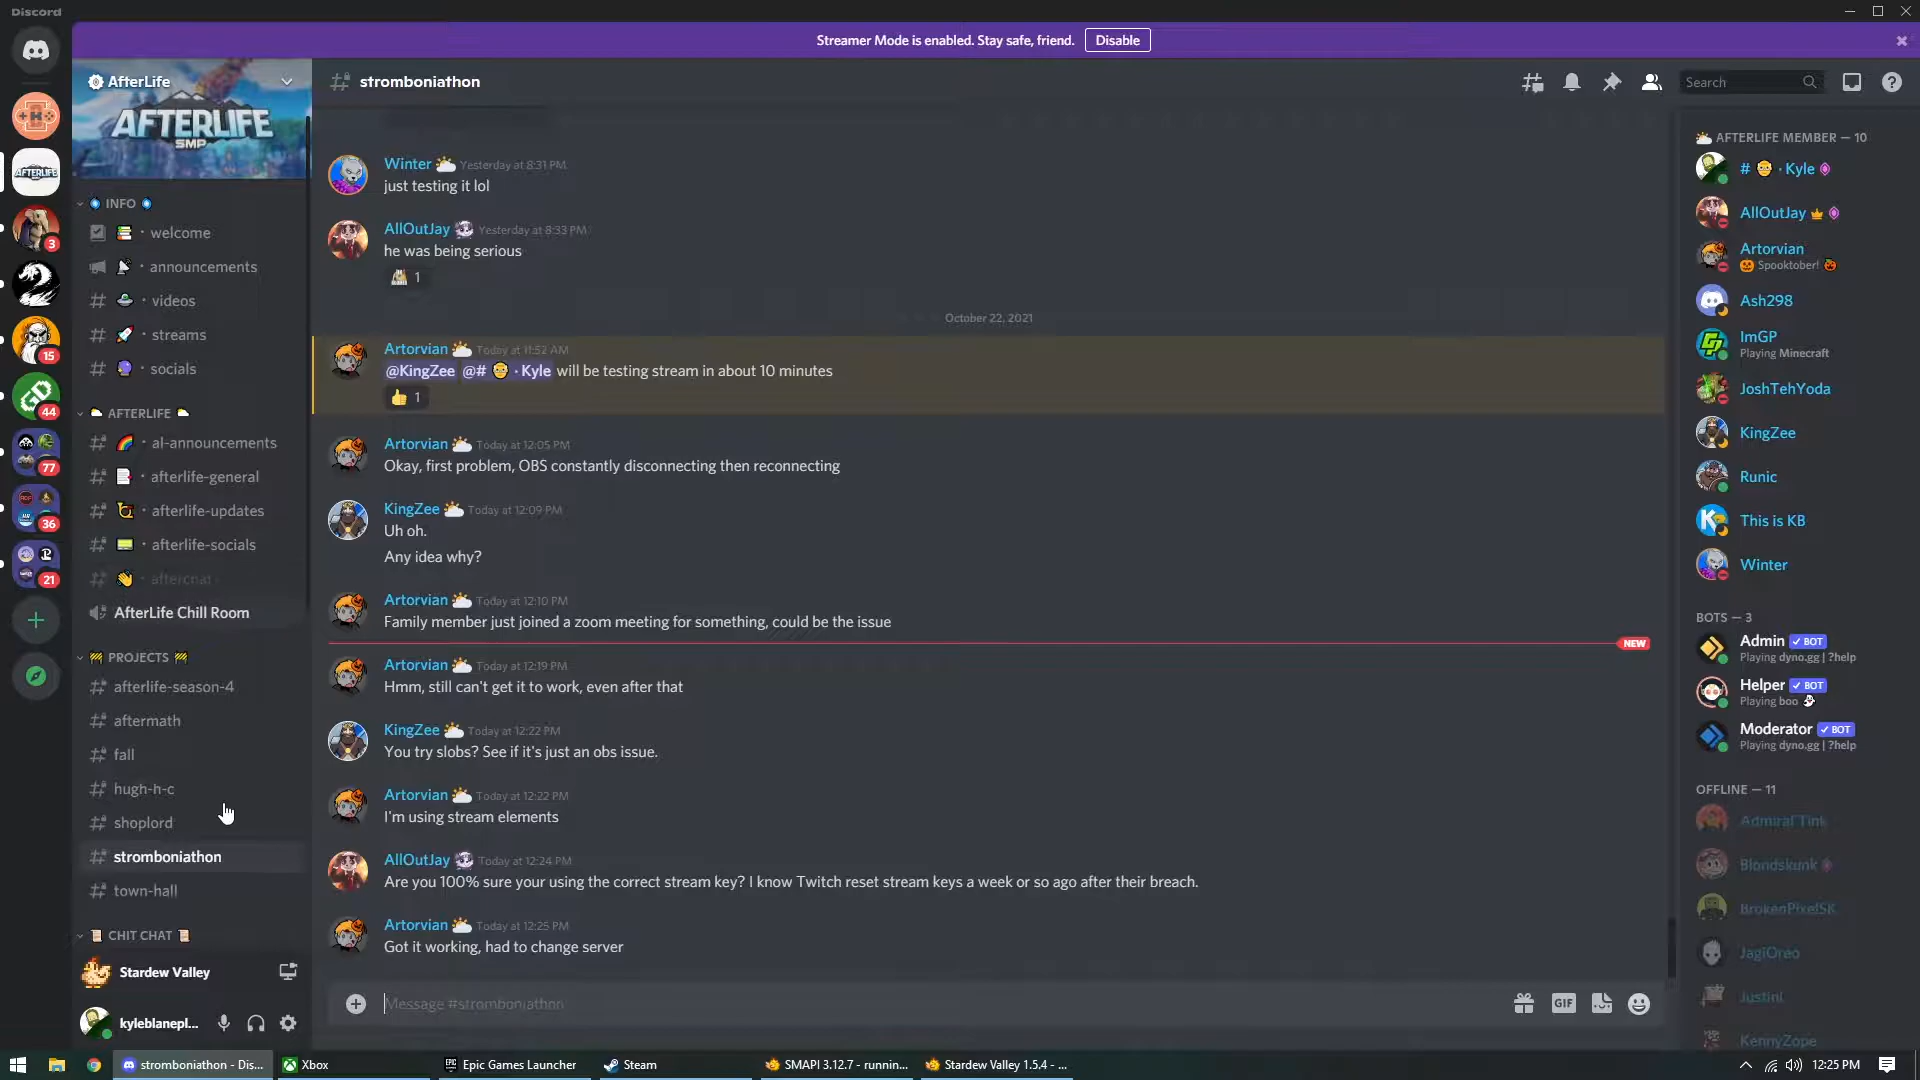 Discord
Streamer Mode is enabled. Stay safe, friend.
Disable
AfterLife
AFTERLIFE
SMP
INFO
welcome
announcements
videos
streams
socials
AFTERLIFE
al-announcements
afterlife-general
afterlife-updates
afterlife-socials
AfterLife Chill Room
PROJECTS
afterlife-season-4
aftermath
fall
hugh-h-c
shoplord
stromboniathon
town-hall
CHIT CHAT
Stardew Valley
kyleblanepl...
AFTERLIFE
3
15
44
77
36
21
stromboniathon
Search
Winter Yesterday at 8:31 PM
just testing it lol
AllOutJay Yesterday at 8:33 PM
he was being serious
1
October 22, 2021
Artorvian Today at 11:52 AM
@KingZee @# · Kyle will be testing stream in about 10 minutes
1
Artorvian Today at 12:05 PM
Okay, first problem, OBS constantly disconnecting then reconnecting
KingZee Today at 12:09 PM
Uh oh.
Any idea why?
Artorvian Today at 12:10 PM
Family member just joined a zoom meeting for something, could be the issue
NEW
Artorvian Today at 12:19 PM
Hmm, still can't get it to work, even after that
KingZee Today at 12:22 PM
You try slobs? See if it's just an obs issue.
Artorvian Today at 12:22 PM
I'm using stream elements
AllOutJay Today at 12:24 PM
Are you 100% sure your using the correct stream key? I know Twitch reset stream keys a week or so ago after their breach.
Artorvian Today at 12:25 PM
Got it working, had to change server
Message #stromboniathon
GIF
AFTERLIFE MEMBER — 10
# · Kyle
AllOutJay
Artorvian
Spooktober!
Ash298
ImGP
Playing Minecraft
JoshTehYoda
KingZee
Runic
This is KB
Winter
BOTS — 3
Admin BOT
Playing dyno.gg | ?help
Helper BOT
Playing boo
Moderator BOT
Playing dyno.gg | ?help
OFFLINE — 11
AdmiralTink
Blondskunk
BrokenPixelSK
JagiOreo
Justini
KennyZope
stromboniathon - Dis...
Xbox
Epic Games Launcher
Steam
SMAPI 3.12.7 - runnin...
Stardew Valley 1.5.4 - ...
12:25 PM